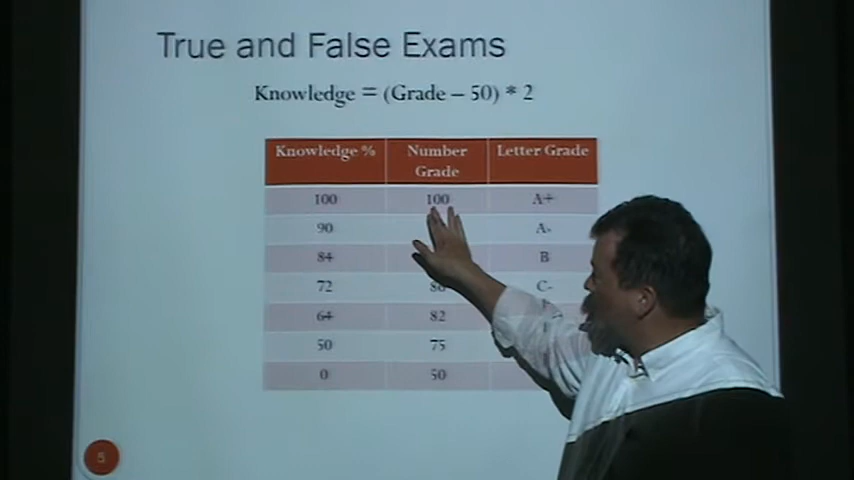 True and False Exams
Knowledge = (Grade – 50) * 2
Knowledge % Number Grade Letter Grade
100 100 A+
90 A-
84 B
72 86 C-
64 82
50 75
0 50
5